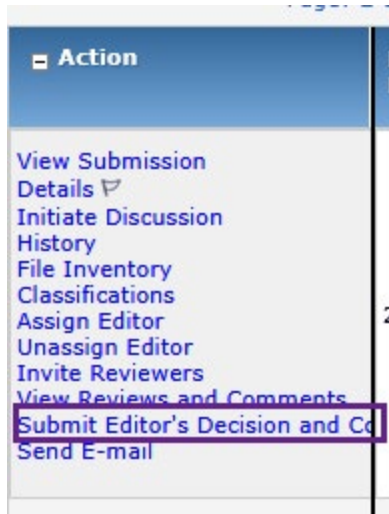 Action
View Submission
Details
Initiate Discussion
History
File Inventory
Classifications
Assign Editor
Unassign Editor
Invite Reviewers
View Reviews and Comments
Submit Editor's Decision and Co
Send E-mail